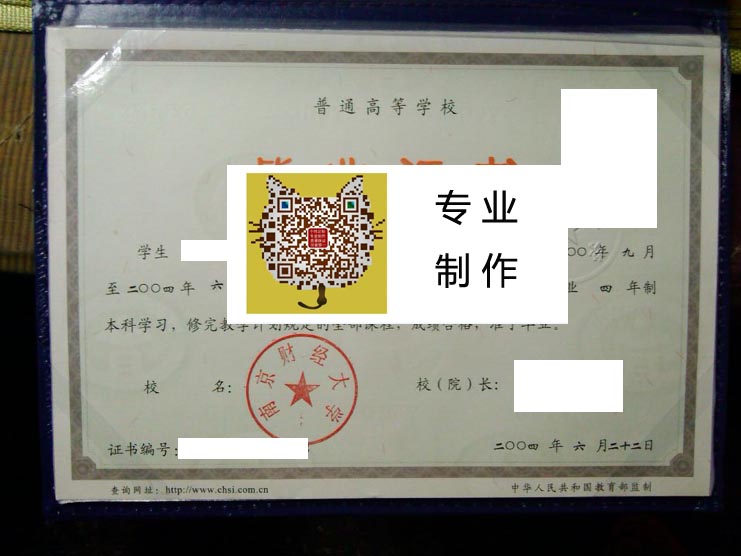 普通高等学校
毕业证书
专业
制作
学生
〇〇年 九月
至二〇〇四年 六
业 四年制
本科学习，修完教学计划规定的全部课程，成绩合格，准予毕业。
校 名：
南京财经大学
校（院）长：
证书编号：
二〇〇四 年 六 月二十二日
查询网址：http://www.chsi.com.cn
中华人民共和国教育部监制